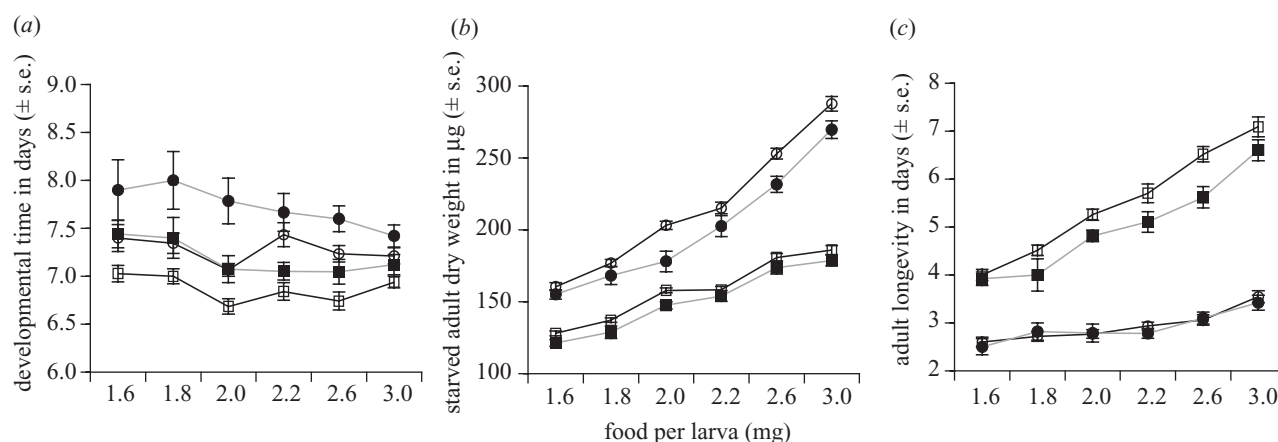 (a)
developmental time in days (± s.e.)
9.0
8.5
8.0
7.5
7.0
6.5
6.0
1.6 1.8 2.0 2.2 2.6 3.0
(b)
starved adult dry weight in µg (± s.e.)
300
250
200
150
100
1.6 1.8 2.0 2.2 2.6 3.0
food per larva (mg)
(c)
adult longevity in days (± s.e.)
8
7
6
5
4
3
2
1.6 1.8 2.0 2.2 2.6 3.0